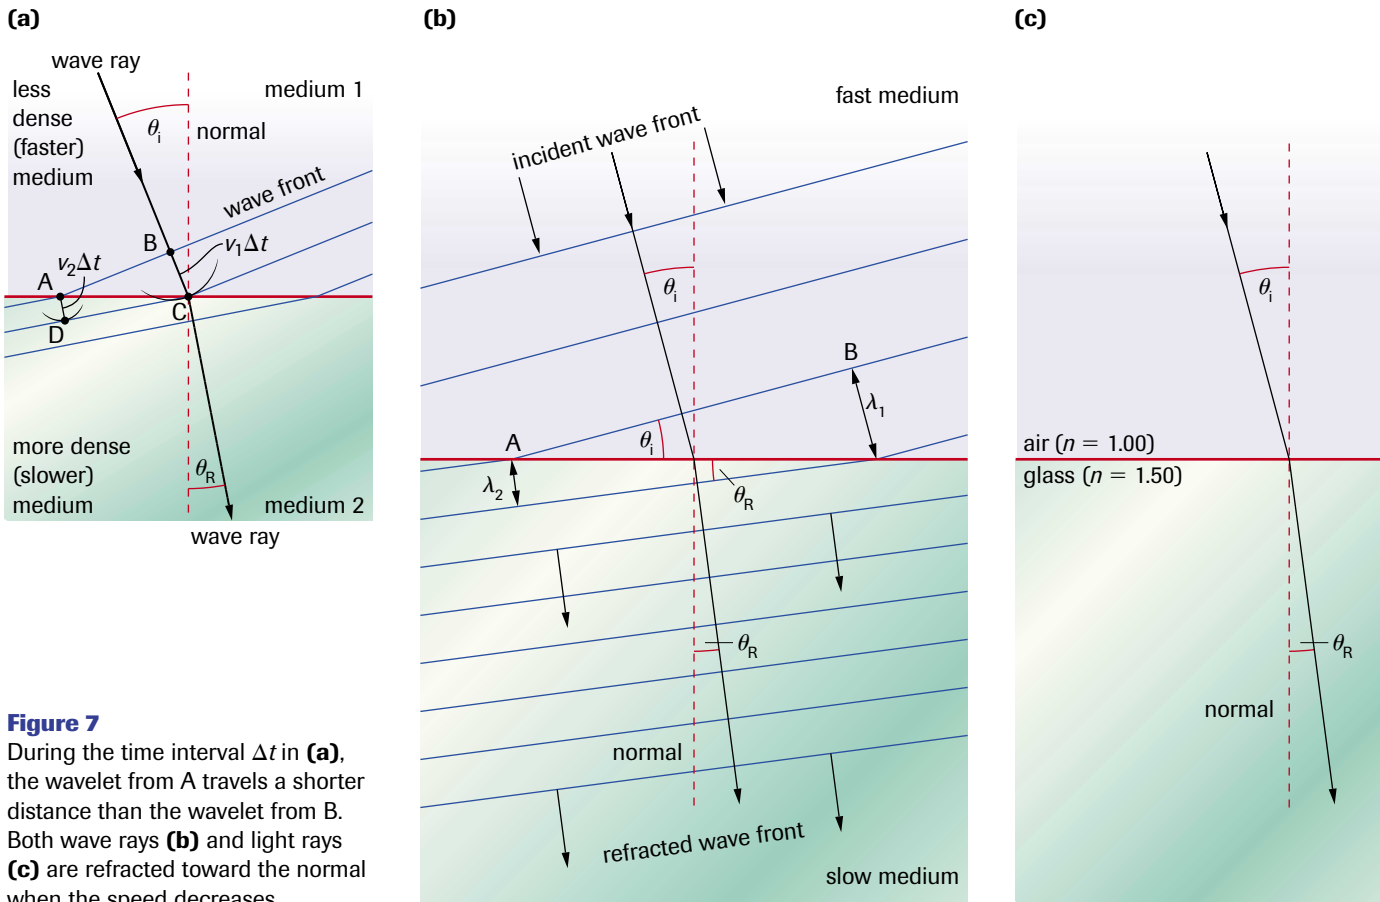 (a)
wave ray
less
dense
(faster)
medium
medium 1
θi
normal
wave front
B
v1Δt
v2Δt
A
C
D
more dense
(slower)
medium
θR
medium 2
wave ray
(b)
fast medium
incident wave front
θi
B
λ1
A
θi
λ2
θR
θR
normal
refracted wave front
slow medium
(c)
θi
air (n = 1.00)
glass (n = 1.50)
θR
normal
Figure 7
During the time interval Δt in (a),
the wavelet from A travels a shorter
distance than the wavelet from B.
Both wave rays (b) and light rays
(c) are refracted toward the normal
when the speed decreases